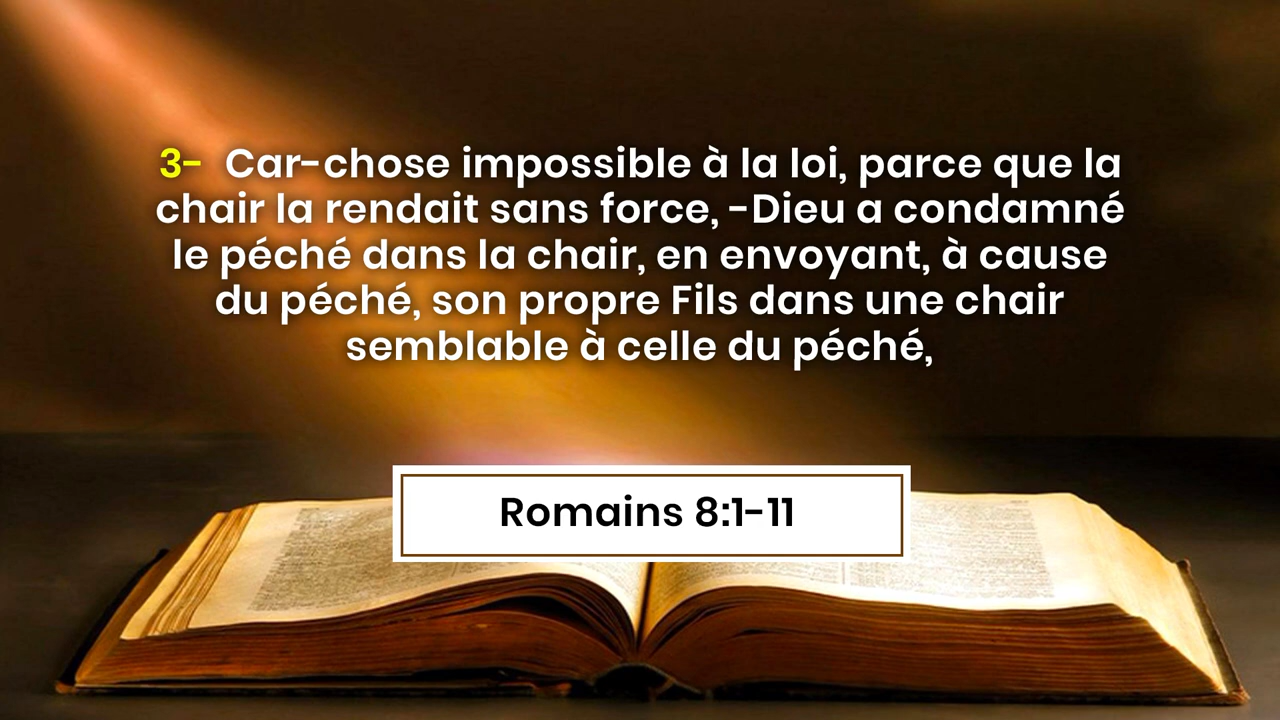 3- Car-chose impossible à la loi, parce que la
chair la rendait sans force, -Dieu a condamné
le péché dans la chair, en envoyant, à cause
du péché, son propre Fils dans une chair
semblable à celle du péché,
Romains 8:1-11